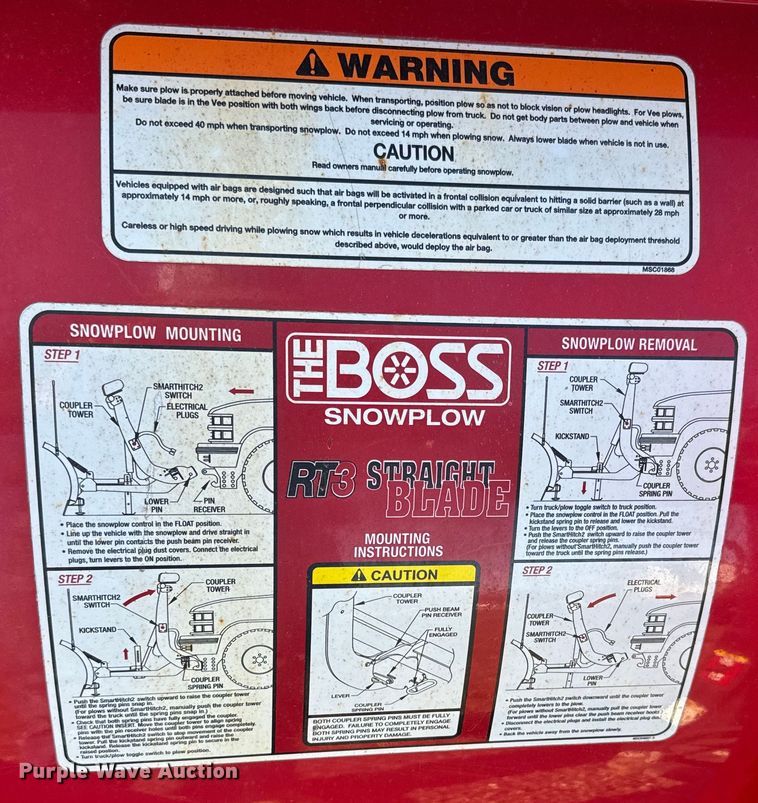 WARNING
Make sure plow is properly attached before moving vehicle. When transporting, position plow so as not to block vision or plow headlights. For Vee plows,
be sure blade is in the Vee position with both wings back before disconnecting plow from truck. Do not get body parts between plow and vehicle when
servicing or operating.
Do not exceed 40 mph when transporting snowplow. Do not exceed 14 mph when plowing snow. Always lower blade when vehicle is not in use.
CAUTION
Read owners manual carefully before operating snowplow.
Vehicles equipped with air bags are designed such that air bags will be activated in a frontal collision equivalent to hitting a solid barrier (such as a wall) at
approximately 14 mph or more, or, roughly speaking, a frontal perpendicular collision with a parked car or truck of similar size at approximately 28 mph
or more.
Careless or high speed driving while plowing snow which results in vehicle decelerations equivalent to or greater than the air bag deployment threshold
described above, would deploy the air bag.
MSC01868
SNOWPLOW MOUNTING
STEP 1
SMARTHITCH2
SWITCH
COUPLER
TOWER
ELECTRICAL
PLUGS
LOWER
PIN
PIN
RECEIVER
• Place the snowplow control in the FLOAT position.
• Line up the vehicle with the snowplow and drive straight in
until the lower pin contacts the push beam pin receiver.
• Remove the electrical plug dust covers. Connect the electrical
plugs, turn levers to the ON position.
STEP 2
COUPLER
TOWER
SMARTHITCH2
SWITCH
KICKSTAND
COUPLER
SPRING PIN
• Push the SmartHitch2 switch upward to raise the coupler tower
until the spring pins snap in.
(For plows without SmartHitch2, manually push the coupler tower
toward the truck until the spring pins snap in.)
• Check that both spring pins have fully engaged the coupler.
SEE CAUTION INSERT. Move the coupler tower to align spring
pins with the pin receiver holes until both pins engage completely.
• Release the SmartHitch2 switch to stop movement of the coupler
tower. Pull the kickstand spring pin outward and raise the
kickstand. Release the kickstand spring pin to secure in the
raised position.
• Turn truck/plow toggle switch to plow position.
THE BOSS
SNOWPLOW
RT3 STRAIGHT
BLADE
MOUNTING
INSTRUCTIONS
CAUTION
COUPLER
TOWER
PUSH BEAM
PIN RECEIVER
FULLY
ENGAGED
LEVER
COUPLER
SPRING PIN
BOTH COUPLER SPRING PINS MUST BE FULLY
ENGAGED. FAILURE TO COMPLETELY ENGAGE
BOTH SPRING PINS MAY RESULT IN PERSONAL
INJURY AND PROPERTY DAMAGE.
SNOWPLOW REMOVAL
STEP 1
COUPLER
TOWER
SMARTHITCH2
SWITCH
KICKSTAND
COUPLER
SPRING PIN
• Turn truck/plow toggle switch to truck position.
• Place the snowplow control in the FLOAT position. Pull the
kickstand spring pin to release and lower the kickstand.
• Turn the levers to the OFF position.
• Push the SmartHitch2 switch upward to raise the coupler tower
and release the coupler spring pins.
(For plows without SmartHitch2, manually push the coupler tower
toward the truck until the spring pins release.)
STEP 2
ELECTRICAL
PLUGS
COUPLER
TOWER
SMARTHITCH2
SWITCH
LOWER
PIN
• Push the SmartHitch2 switch downward until the coupler tower
completely lowers to the plow.
(For plows without SmartHitch2, manually pull the coupler tower
forward until the lower pins clear the push beam receiver hooks.)
• Disconnect the electrical plugs and install the electrical plug dust
covers.
• Back the vehicle away from the snowplow slowly.
Purple Wave Auction